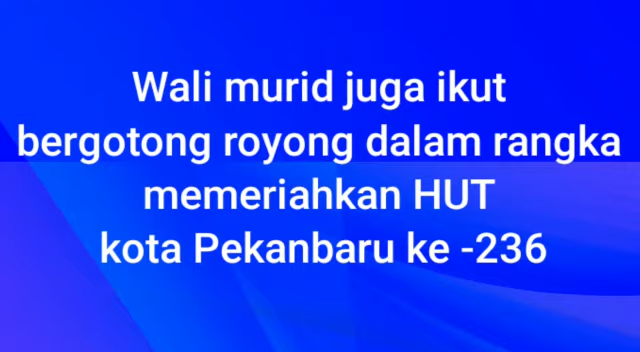 Wali murid juga ikut
bergotong royong dalam rangka
memeriahkan HUT
kota Pekanbaru ke -236